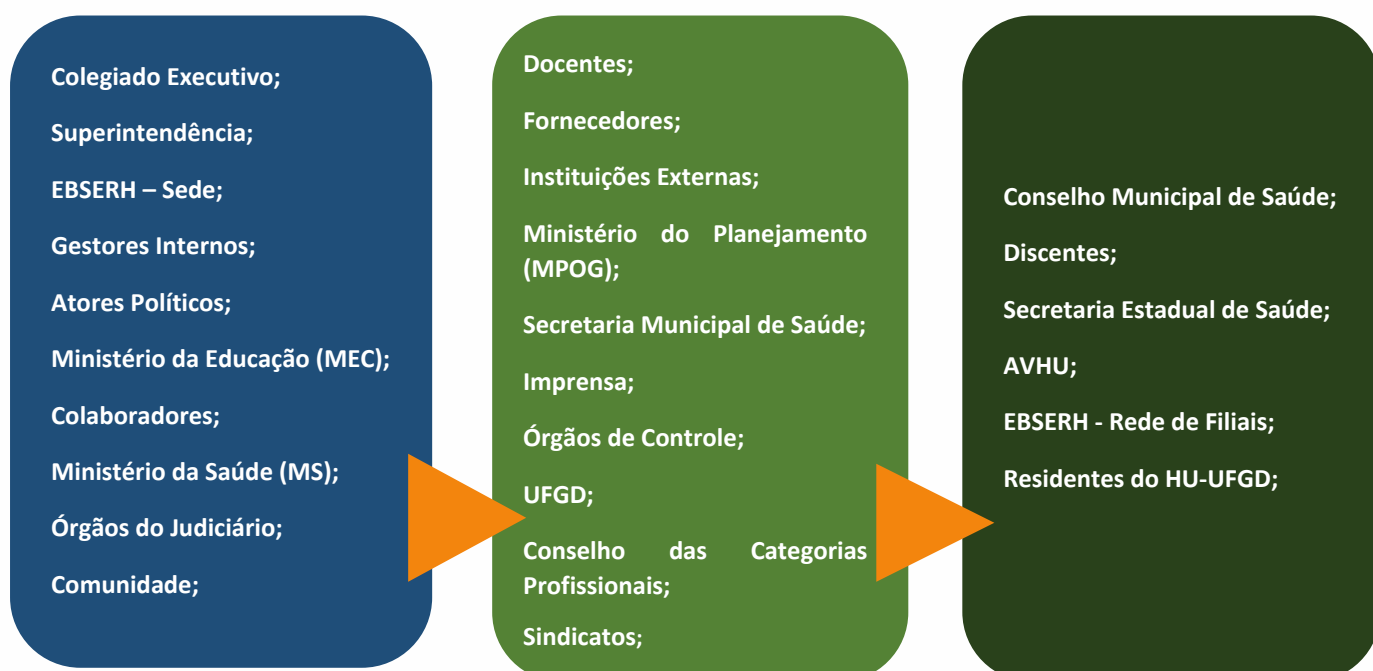 Colegiado Executivo;
Superintendência;
EBSERH – Sede;
Gestores Internos;
Atores Políticos;
Ministério da Educação (MEC);
Colaboradores;
Ministério da Saúde (MS);
Órgãos do Judiciário;
Comunidade;
Docentes;
Fornecedores;
Instituições Externas;
Ministério do Planejamento
(MPOG);
Secretaria Municipal de Saúde;
Imprensa;
Órgãos de Controle;
UFGD;
Conselho das Categorias
Profissionais;
Sindicatos;
Conselho Municipal de Saúde;
Discentes;
Secretaria Estadual de Saúde;
AVHU;
EBSERH - Rede de Filiais;
Residentes do HU-UFGD;